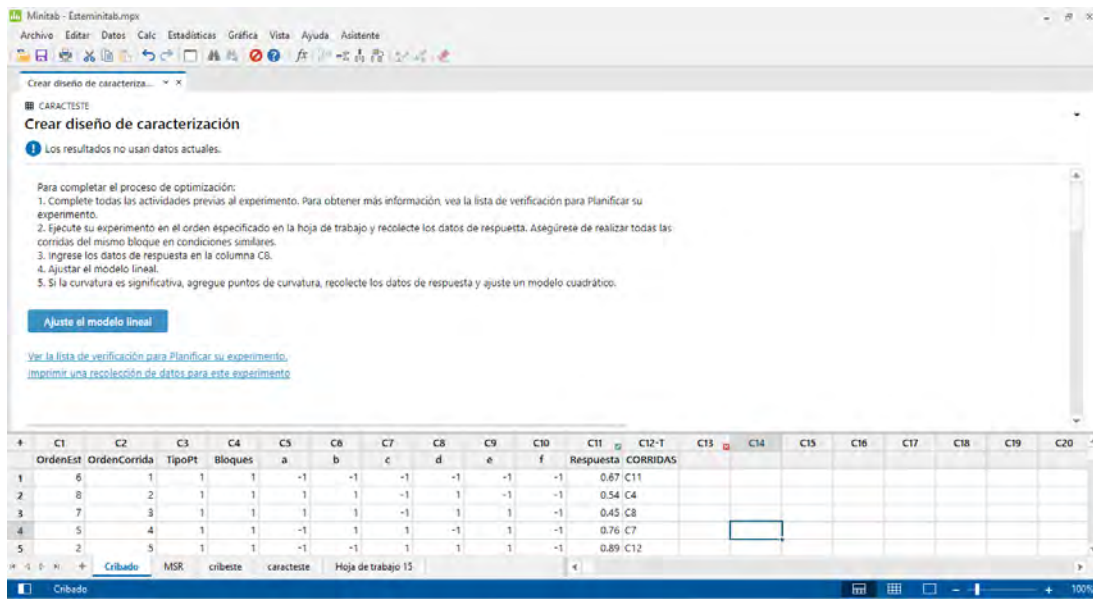 Minitab - Esteminitab.mpx
Archivo Editar Datos Calc Estadísticas Gráfica Vista Ayuda Asistente
Crear diseño de caracteriza...
CARACTESTE
Crear diseño de caracterización
Los resultados no usan datos actuales.
Para completar el proceso de optimización:
1. Complete todas las actividades previas al experimento. Para obtener más información, vea la lista de verificación para Planificar su
experimento.
2. Ejecute su experimento en el orden especificado en la hoja de trabajo y recolecte los datos de respuesta. Asegúrese de realizar todas las
corridas del mismo bloque en condiciones similares.
3. Ingrese los datos de respuesta en la columna C8.
4. Ajustar el modelo lineal.
5. Si la curvatura es significativa, agregue puntos de curvatura, recolecte los datos de respuesta y ajuste un modelo cuadrático.
Ajuste el modelo lineal
Ver la lista de verificación para Planificar su experimento.
Imprimir una recolección de datos para este experimento
C1 C2 C3 C4 C5 C6 C7 C8 C9 C10 C11 C12-T C13 C14 C15 C16 C17 C18 C19 C20
OrdenEst OrdenCorrida TipoPt Bloques a b c d e f Respuesta CORRIDAS
1 6 1 1 1 -1 -1 -1 -1 -1 -1 0.67 C11
2 8 2 1 1 1 1 -1 1 -1 -1 0.54 C4
3 7 3 1 1 1 1 -1 1 1 -1 0.45 C8
4 5 4 1 1 -1 1 1 -1 1 -1 0.76 C7
5 2 5 1 1 -1 -1 1 1 1 -1 0.89 C12
Cribado MSR cribeste caracteste Hoja de trabajo 15
Cribado 100%